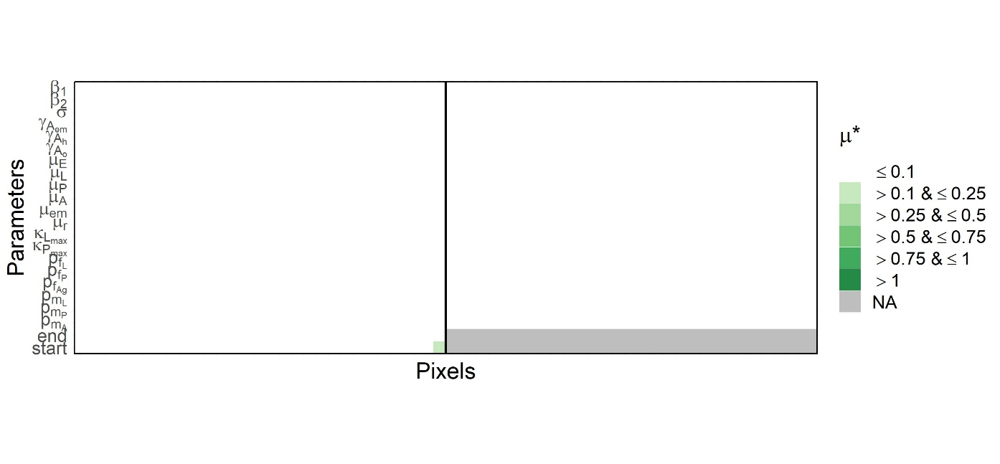 β1
β2
σ
γAem
γAh
γAo
μE
μL
μP
μA
μem
μr
κLmax
κPmax
pfL
pfP
pfAg
pmL
pmP
pmA
end
start
Parameters
Pixels
μ*
≤ 0.1
> 0.1 & ≤ 0.25
> 0.25 & ≤ 0.5
> 0.5 & ≤ 0.75
> 0.75 & ≤ 1
> 1
NA